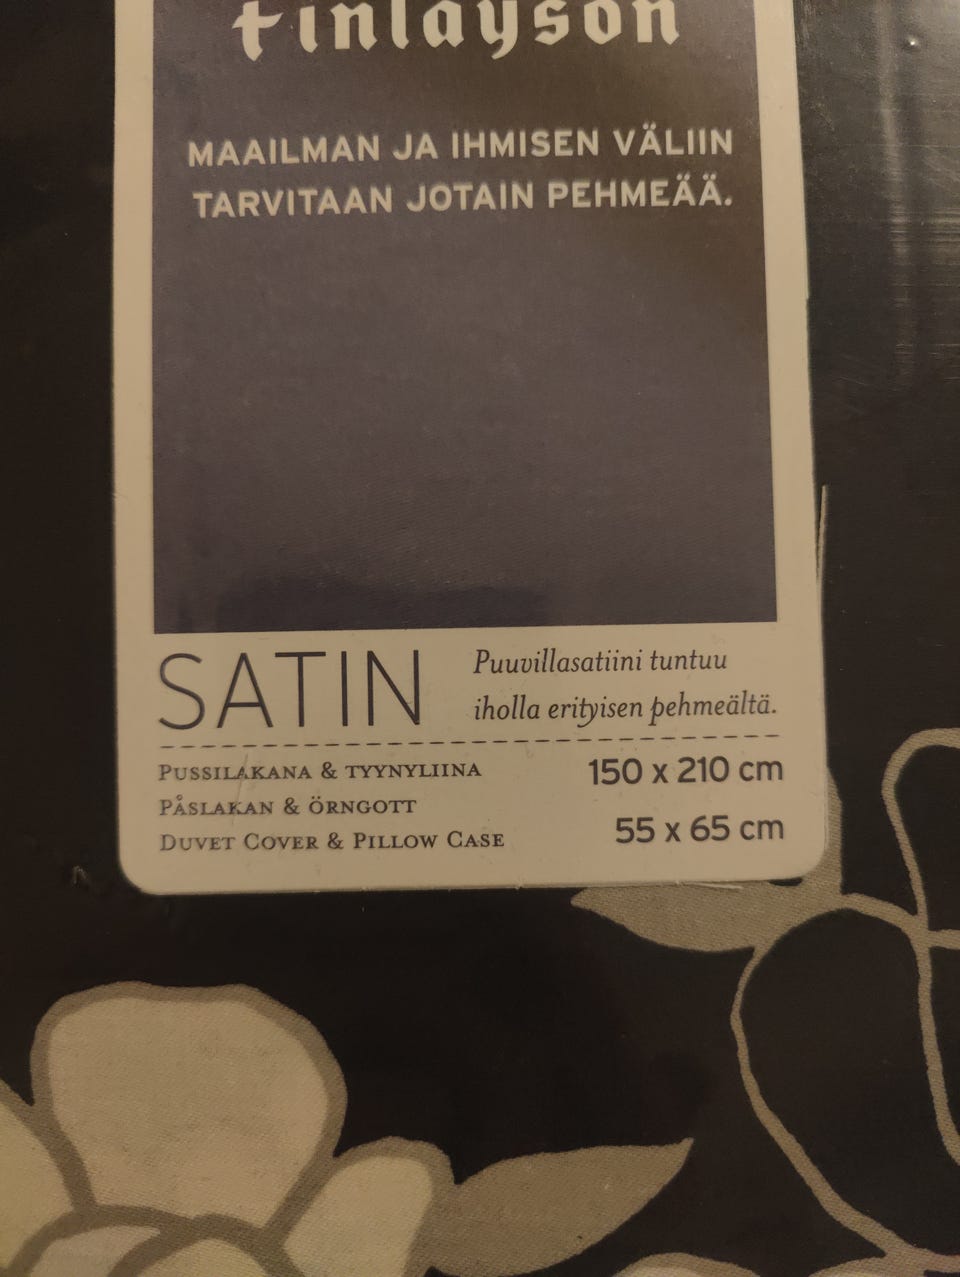 Finlayson
MAAILMAN JA IHMISEN VÄLIIN
TARVITAAN JOTAIN PEHMEÄÄ.
SATIN
Puuvillasatiini tuntuu
iholla erityisen pehmeältä.
PUSSILAKANA & TYYNYLIINA
PÅSLAKAN & ÖRNGOTT
DUVET COVER & PILLOW CASE
150 x 210 cm
55 x 65 cm